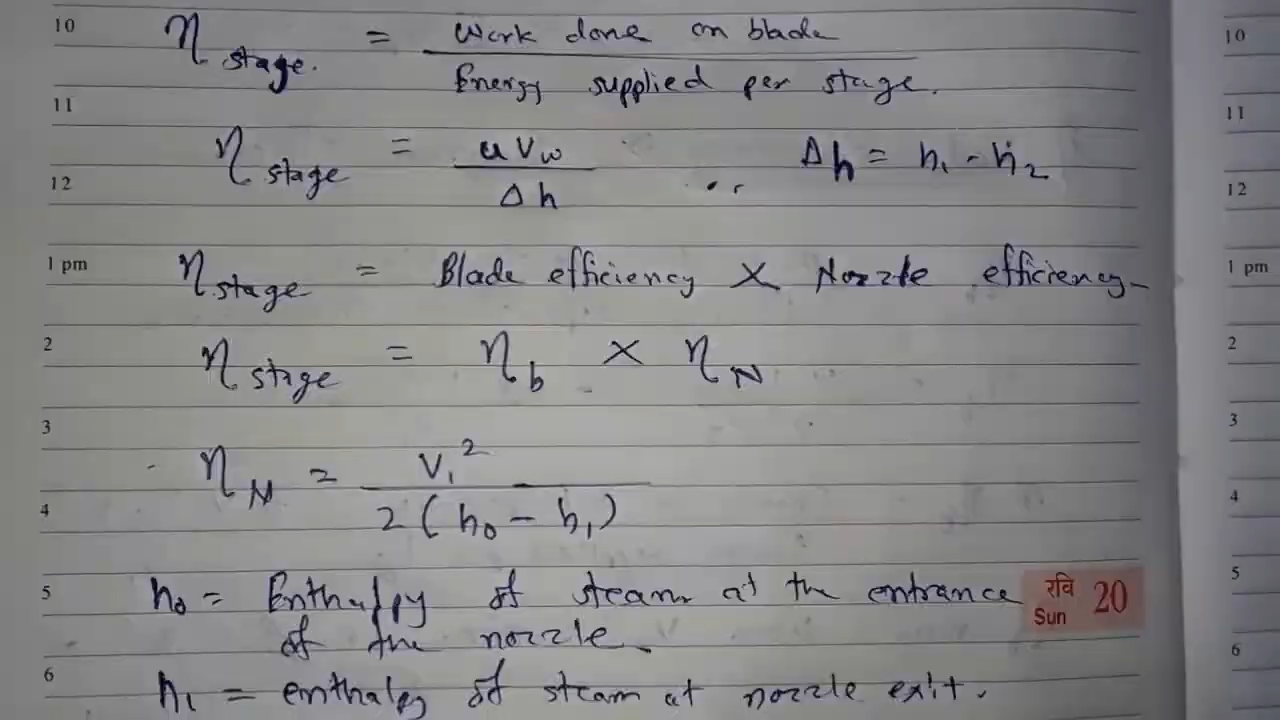 10 η stage. = Work done on blade / Energy supplied per stage. 10
11 11
η stage = u Vw / Δh ∵ Δh = h₁ - h₂
12 12
1 pm η stage = Blade efficiency × Nozzle efficiency 1 pm
2 η stage = ηb × ηN 2
3 3
ηN = V₁² / 2(h₀ - h₁)
4 4
5 h₀ = Enthalpy of steam at the entrance रवि 5
of the nozzle. Sun 20
6 h₁ = enthalpy of steam at nozzle exit. 6